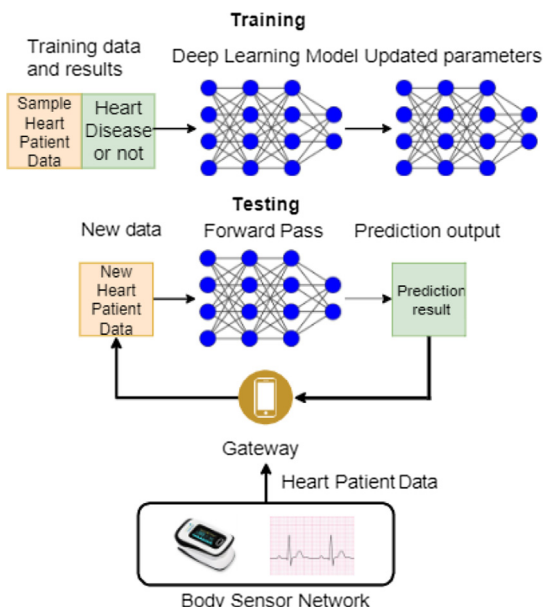 Training
Training data
and results
Deep Learning Model Updated parameters
Sample
Heart
Patient
Data
Heart
Disease
or not
Testing
New data
Forward Pass
Prediction output
New
Heart
Patient
Data
Prediction
result
Gateway
Heart Patient Data
Body Sensor Network